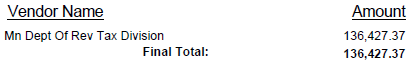 Vendor Name Amount
Mn Dept Of Rev Tax Division 136,427.37
Final Total: 136,427.37